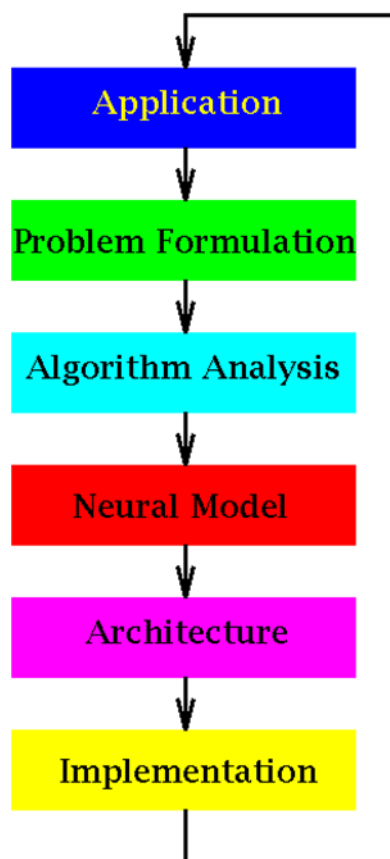 Application
Problem Formulation
Algorithm Analysis
Neural Model
Architecture
Implementation